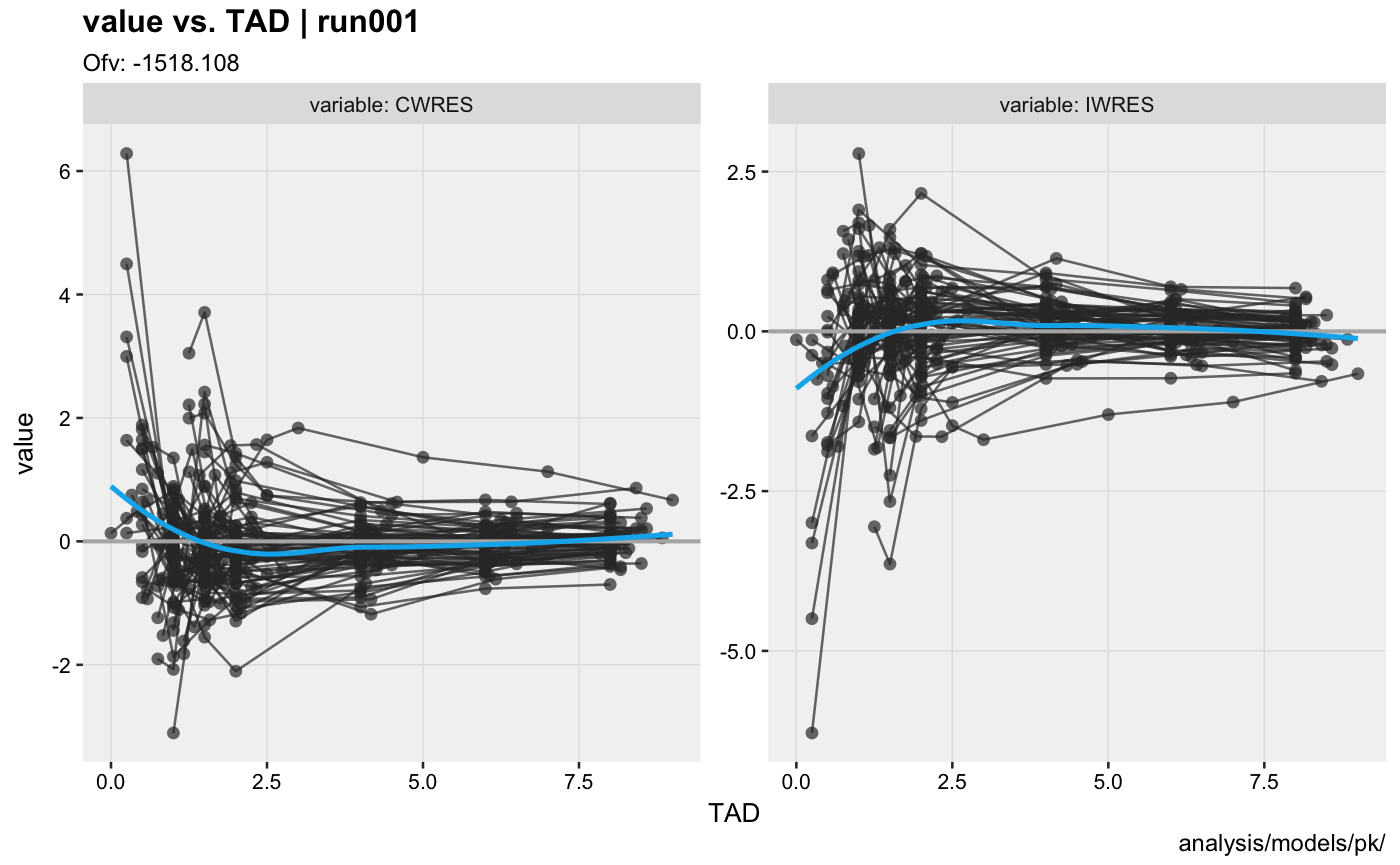 value vs. TAD | run001
Ofv: -1518.108
variable: CWRES
variable: IWRES
value
6
4
2
0
-2
2.5
0.0
-2.5
-5.0
0.0 2.5 5.0 7.5
0.0 2.5 5.0 7.5
TAD
analysis/models/pk/